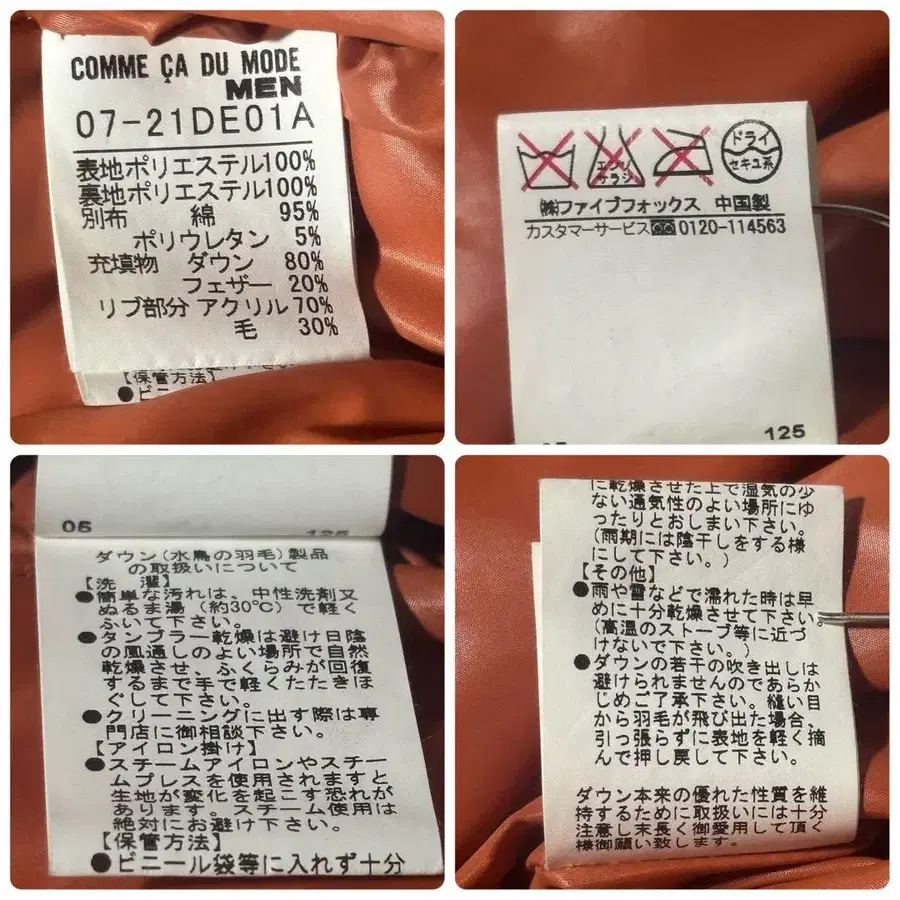 COMME ÇA DU MODE
MEN
07-21DE01A
表地ポリエステル100%
裏地ポリエステル100%
別布 綿 95%
ポリウレタン 5%
充填物 ダウン 80%
フェザー 20%
リブ部分 アクリル70%
毛 30%
【保管方法】
●ビニ
エンソ
サラシ
ドライ
セキユ系
㈱ファイブフォックス 中国製
カスタマーサービス 0120-114563
125
05
125
ダウン(水鳥の羽毛)製品
の取扱いについて
【洗 濯】
●簡単な汚れは、中性洗剤又
ぬるま湯(約30℃)で軽く
ふいて下さい。
●タンブラー乾燥は避け日陰
の風通しのよい場所で自然
乾燥させ、ふくらみが回復
するまで手で軽くたたきほ
ぐして下さい。
●クリーニングに出す際は専
門店に御相談下さい。
【アイロン掛け】
●スチームアイロンやスチー
ムプレスを使用されますと
生地が変化を起こす恐れが
あります。スチーム使用は
絶対にお避け下さい。
【保管方法】
●ビニール袋等に入れず十分
に乾燥させた上で湿気の少
ない通気性のよい場所にゆ
ったりとおしまい下さい。
(雨期には陰干しをする様
にして下さい。)
【その他】
●雨や雪などで濡れた時は早
めに十分乾燥させて下さい。
(高温のストーブ等に近づ
けないで下さい。)
●ダウンの若干の吹き出しは
避けられませんのであらか
じめご了承下さい。縫い目
から羽毛が飛び出た場合、
引っ張らずに表地を軽く摘
んで押し戻して下さい。
ダウン本来の優れた性質を維
持するために取扱いには十分
注意し末長く御愛用して頂く
様御願い致します。